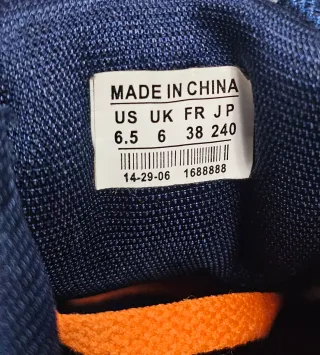 MADE IN CHINA
US UK FR JP
6.5 6 38 240
14-29-06 1688888